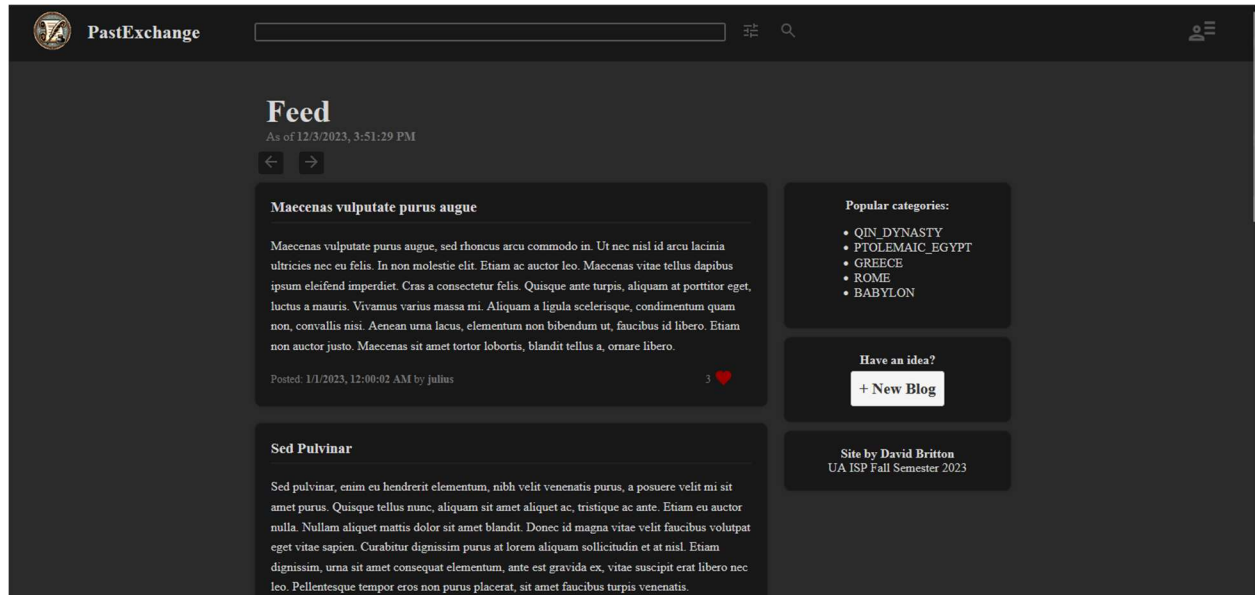 PastExchange
Feed
As of 12/3/2023, 3:51:29 PM
Maecenas vulputate purus augue
Maecenas vulputate purus augue, sed rhoncus arcu commodo in. Ut nec nisl id arcu lacinia
ultricies nec eu felis. In non molestie elit. Etiam ac auctor leo. Maecenas vitae tellus dapibus
ipsum eleifend imperdiet. Cras a consectetur felis. Quisque ante turpis, aliquam at porttitor eget,
luctus a mauris. Vivamus varius massa mi. Aliquam a ligula scelerisque, condimentum quam
non, convallis nisi. Aenean urna lacus, elementum non bibendum ut, faucibus id libero. Etiam
non auctor justo. Maecenas sit amet tortor lobortis, blandit tellus a, ornare libero.
Posted: 1/1/2023, 12:00:02 AM by julius
3
Sed Pulvinar
Sed pulvinar, enim eu hendrerit elementum, nibh velit venenatis purus, a posuere velit mi sit
amet purus. Quisque tellus nunc, aliquam sit amet aliquet ac, tristique ac ante. Etiam eu auctor
nulla. Nullam aliquet mattis dolor sit amet blandit. Donec id magna vitae velit faucibus volutpat
eget vitae sapien. Curabitur dignissim purus at lorem aliquam sollicitudin et at nisl. Etiam
dignissim, urna sit amet consequat elementum, ante est gravida ex, vitae suscipit erat libero nec
leo. Pellentesque tempor eros non purus placerat, sit amet faucibus turpis venenatis.
Popular categories:
• QIN_DYNASTY
• PTOLEMAIC_EGYPT
• GREECE
• ROME
• BABYLON
Have an idea?
+ New Blog
Site by David Britton
UA ISP Fall Semester 2023